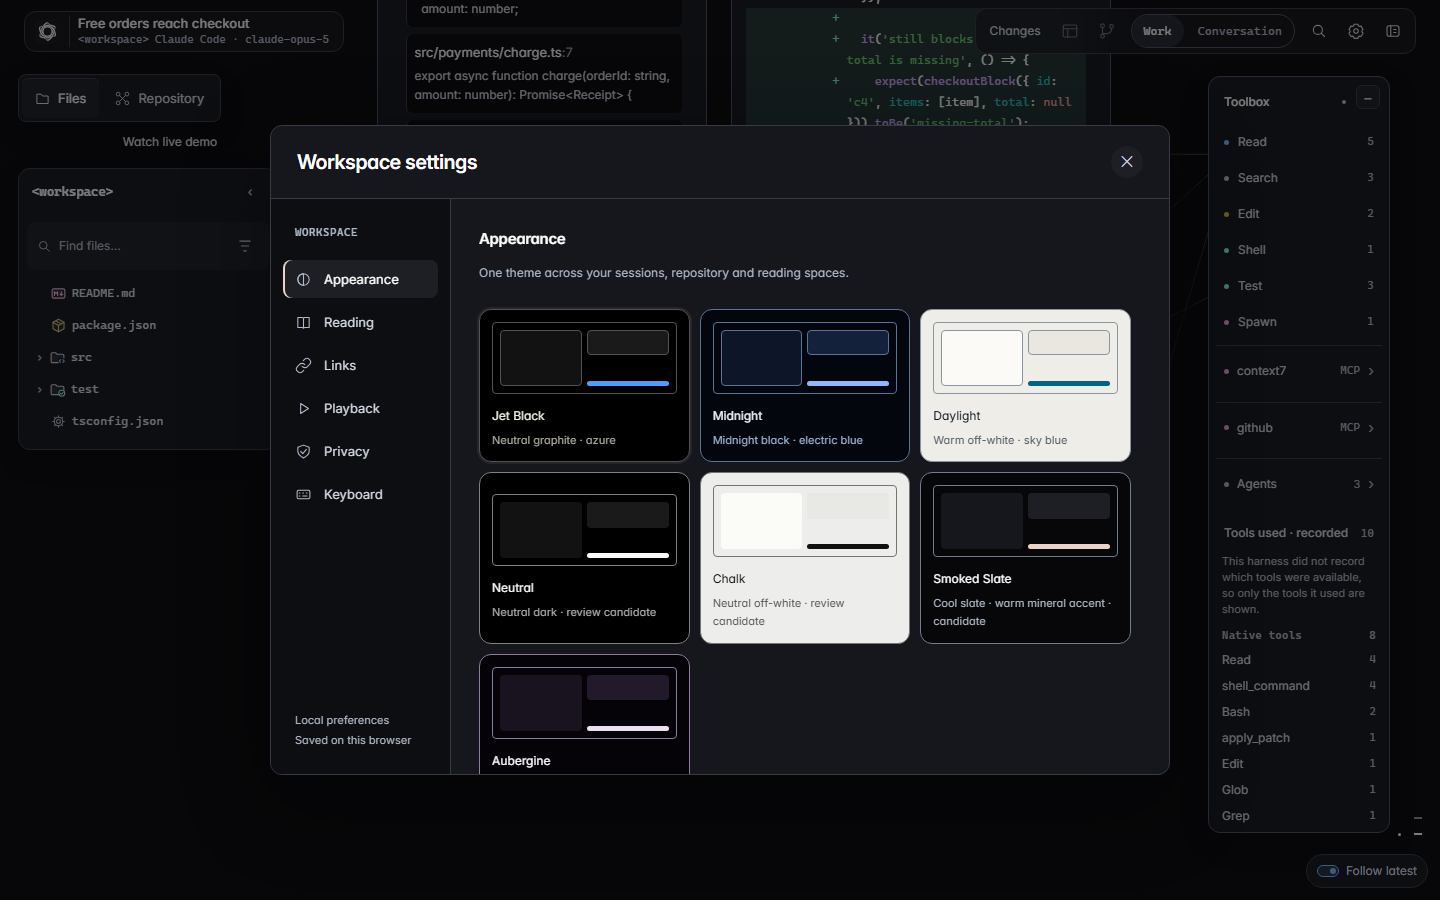 Free orders reach checkout
<workspace> Claude Code · claude-opus-5
amount: number;
src/payments/charge.ts:7
export async function charge(orderId: string,
amount: number): Promise<Receipt> {
+
+ it('still blocks
total is missing', () => {
+ expect(checkoutBlock({ id:
'c4', items: [item], total: null
})).toBe('missing-total');
Changes
Work
Conversation
Files
Repository
Watch live demo
<workspace>
Find files...
README.md
package.json
src
test
tsconfig.json
Workspace settings
WORKSPACE
Appearance
Reading
Links
Playback
Privacy
Keyboard
Local preferences
Saved on this browser
Appearance
One theme across your sessions, repository and reading spaces.
Jet Black
Neutral graphite · azure
Midnight
Midnight black · electric blue
Daylight
Warm off-white · sky blue
Neutral
Neutral dark · review candidate
Chalk
Neutral off-white · review
candidate
Smoked Slate
Cool slate · warm mineral accent ·
candidate
Aubergine
Toolbox
Read 5
Search 3
Edit 2
Shell 1
Test 3
Spawn 1
context7 MCP
github MCP
Agents 3
Tools used · recorded 10
This harness did not record
which tools were available,
so only the tools it used are
shown.
Native tools 8
Read 4
shell_command 4
Bash 2
apply_patch 1
Edit 1
Glob 1
Grep 1
Follow latest